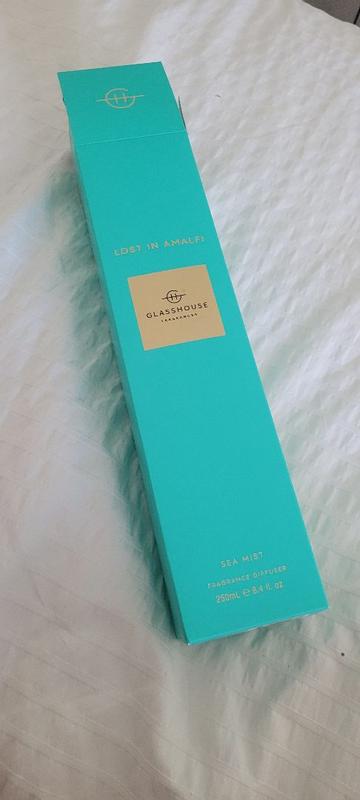 LOST IN AMALFI
GLASSHOUSE
FRAGRANCES
SEA MIST
FRAGRANCE DIFFUSER
250mL ℮ 8.4 fl. oz